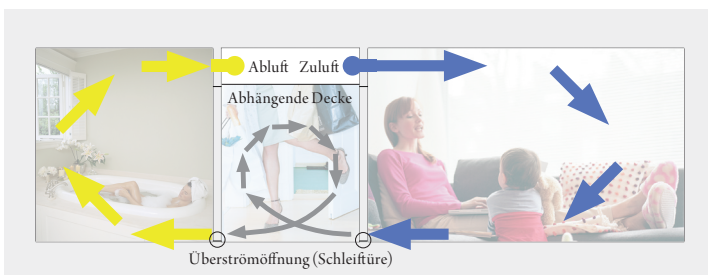 Abluft Zuluft
Abhängende Decke
Überströmöffnung (Schleiftüre)